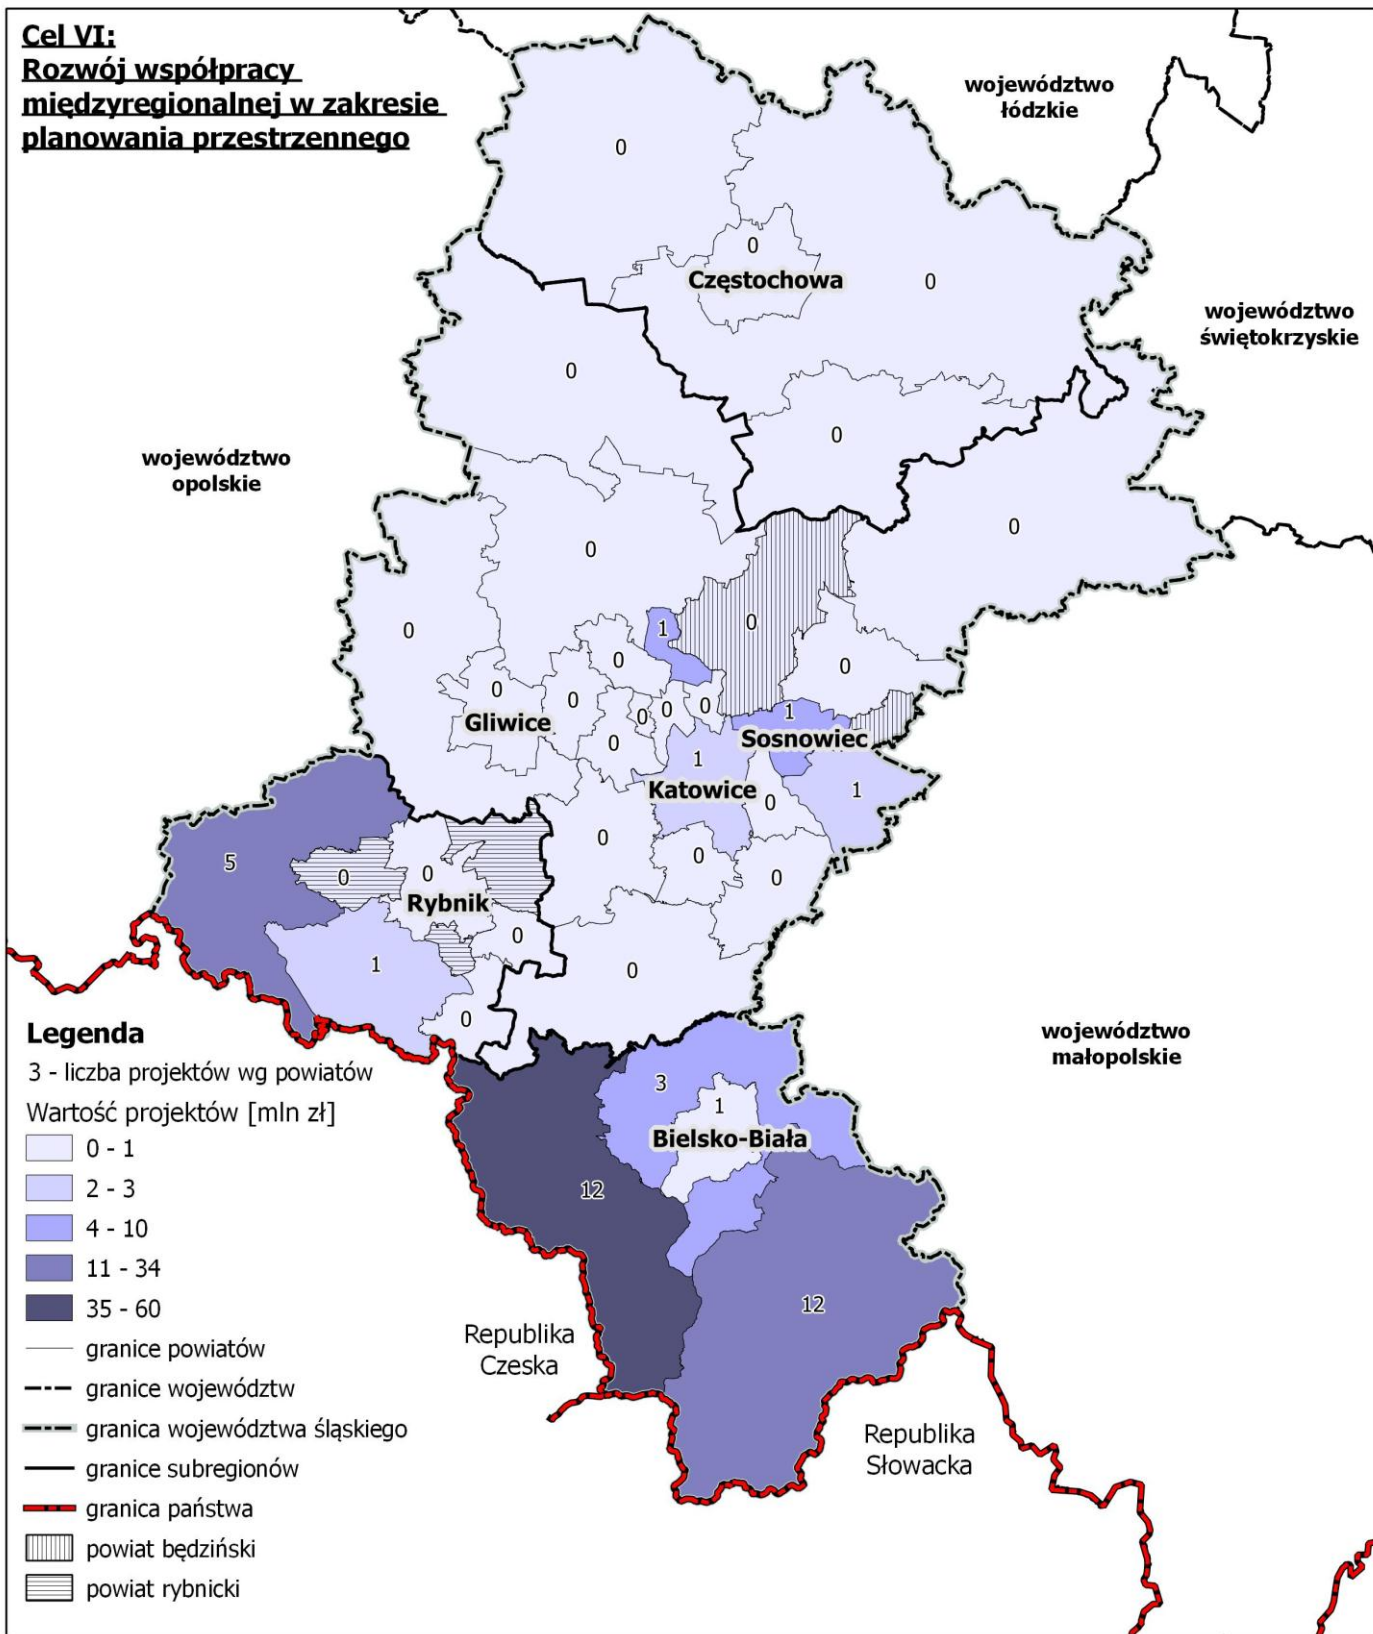 Cel VI:
Rozwój współpracy
międzyregionalnej w zakresie
planowania przestrzennego
województwo
łódzkie
województwo
świętokrzyskie
województwo
opolskie
województwo
małopolskie
0
0
Częstochowa
0
0
0
0
0
0
1
0
0
0
0
Gliwice
0
0
0
0
0
1
Sosnowiec
1
Katowice
0
1
0
0
0
5
0
0
Rybnik
0
1
0
0
3
1
Bielsko-Biała
12
12
Republika
Czeska
Republika
Słowacka
Legenda
3 - liczba projektów wg powiatów
Wartość projektów [mln zł]
0 - 1
2 - 3
4 - 10
11 - 34
35 - 60
granice powiatów
granice województw
granica województwa śląskiego
granice subregionów
granica państwa
powiat będziński
powiat rybnicki